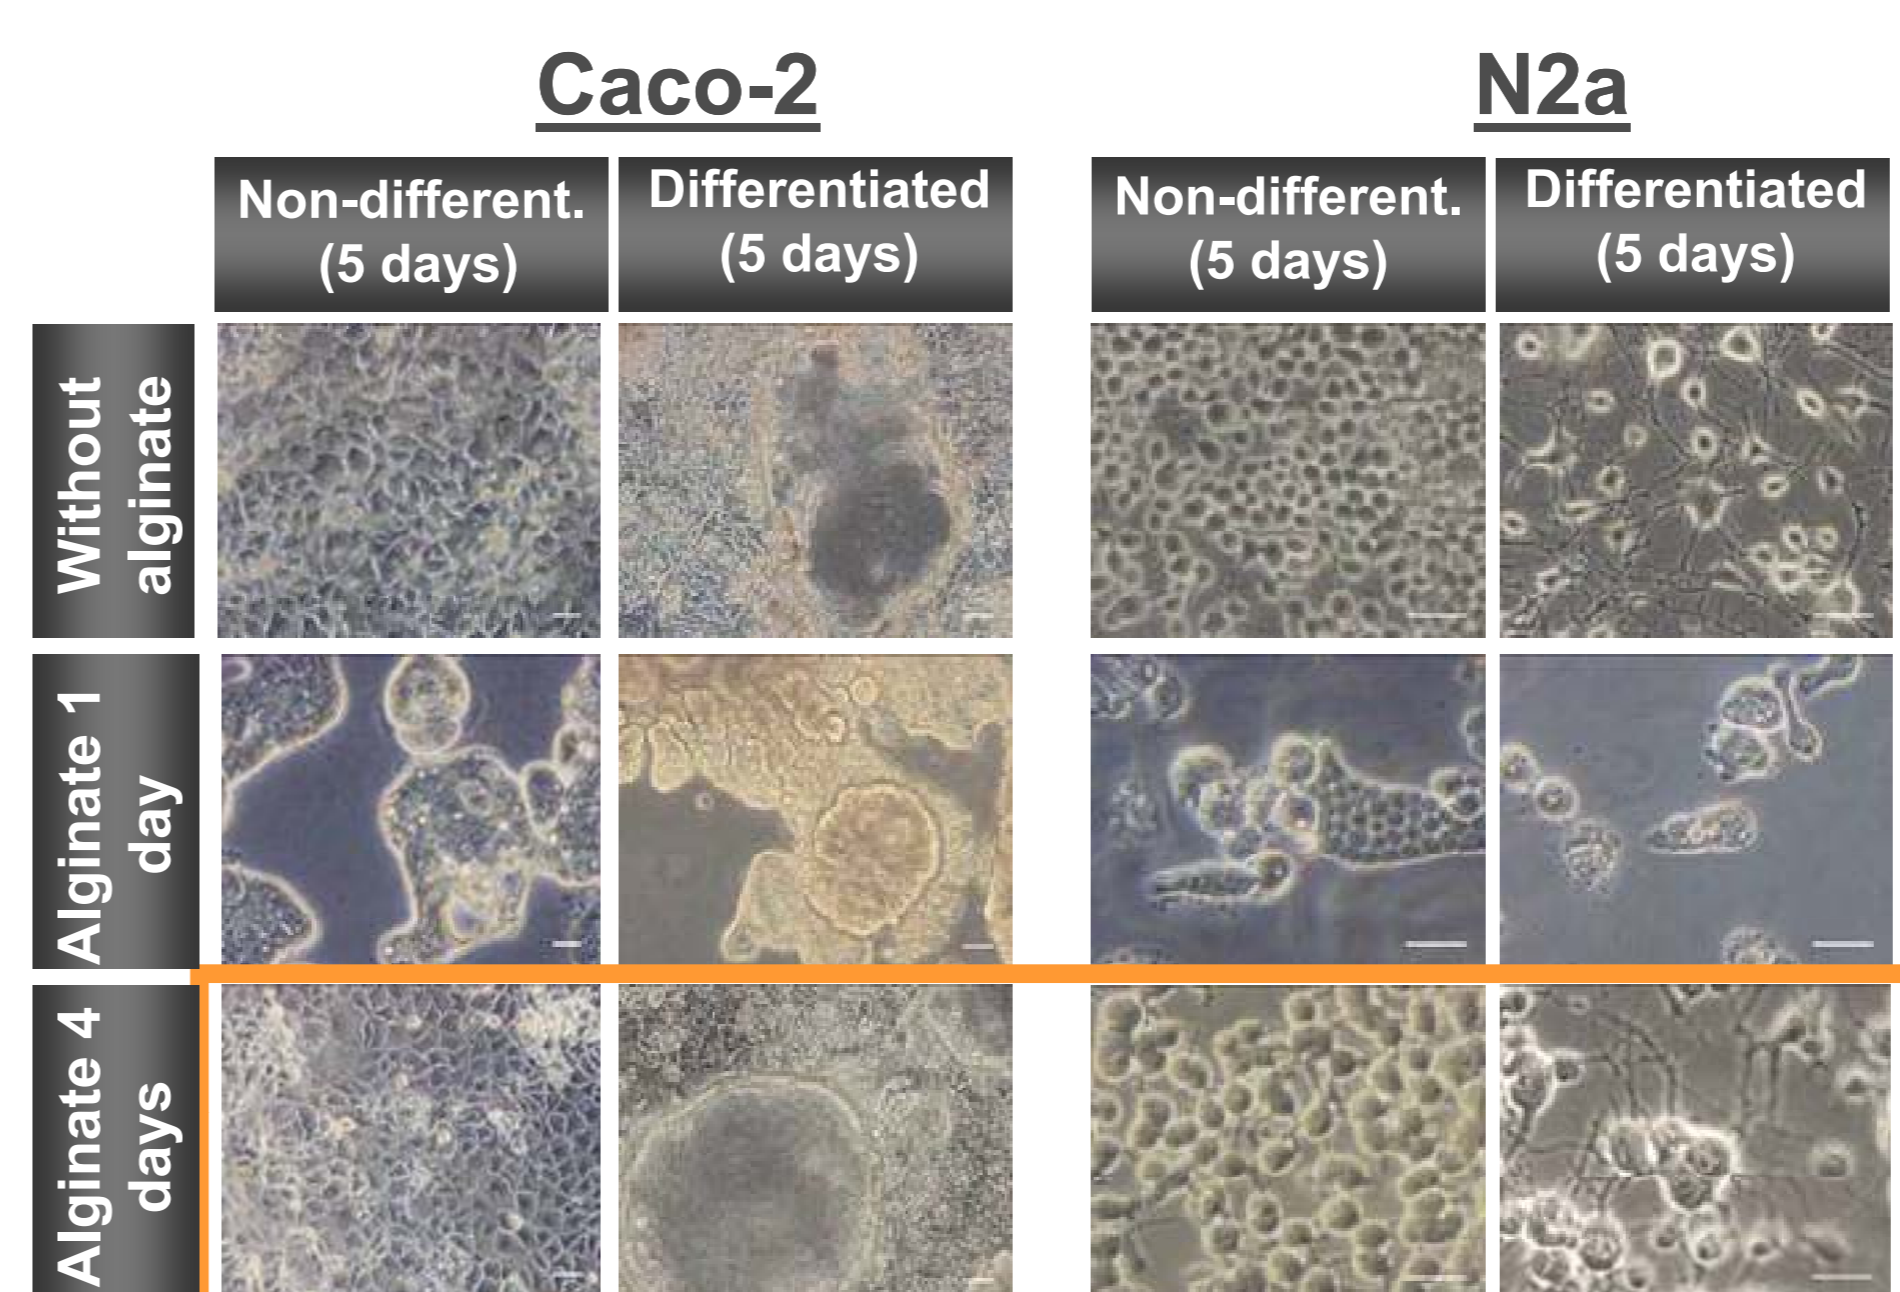 Caco-2
N2a
Non-different.
(5 days)
Differentiated
(5 days)
Non-different.
(5 days)
Differentiated
(5 days)
Without
alginate
Alginate 1
day
Alginate 4
days